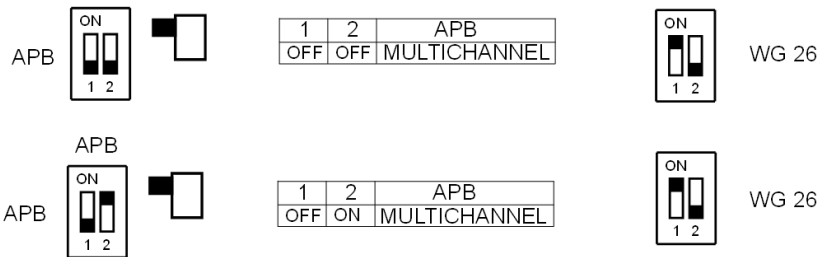 APB
ON
1 2
1 2 APB
OFF OFF MULTICHANNEL
ON
1 2
WG 26
APB
APB
ON
1 2
1 2 APB
OFF ON MULTICHANNEL
ON
1 2
WG 26